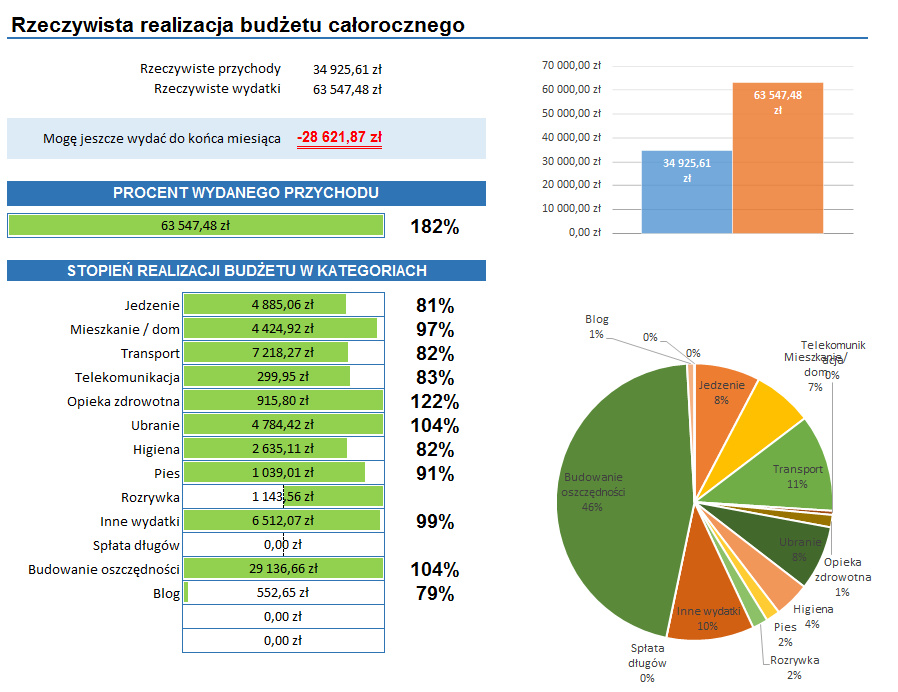 Rzeczywista realizacja budżetu całorocznego
Rzeczywiste przychody 34 925,61 zł
Rzeczywiste wydatki 63 547,48 zł
Mogę jeszcze wydać do końca miesiąca -28 621,87 zł
PROCENT WYDANEGO PRZYCHODU
63 547,48 zł 182%
STOPIEŃ REALIZACJI BUDŻETU W KATEGORIACH
Jedzenie 4 885,06 zł 81%
Mieszkanie / dom 4 424,92 zł 97%
Transport 7 218,27 zł 82%
Telekomunikacja 299,95 zł 83%
Opieka zdrowotna 915,80 zł 122%
Ubranie 4 784,42 zł 104%
Higiena 2 635,11 zł 82%
Pies 1 039,01 zł 91%
Rozrywka 1 143,56 zł
Inne wydatki 6 512,07 zł 99%
Spłata długów 0,00 zł
Budowanie oszczędności 29 136,66 zł 104%
Blog 552,65 zł 79%
0,00 zł
0,00 zł
70 000,00 zł
60 000,00 zł
50 000,00 zł
40 000,00 zł
30 000,00 zł
20 000,00 zł
10 000,00 zł
0,00 zł
34 925,61
zł
63 547,48
zł
Blog
1%
0%
0%
Jedzenie
8%
Mieszkanie /
dom
7%
Telekomunik
acja
0%
Transport
11%
Opieka
zdrowotna
1%
Ubranie
8%
Higiena
4%
Pies
2%
Rozrywka
2%
Inne wydatki
10%
Spłata
długów
0%
Budowanie
oszczędności
46%